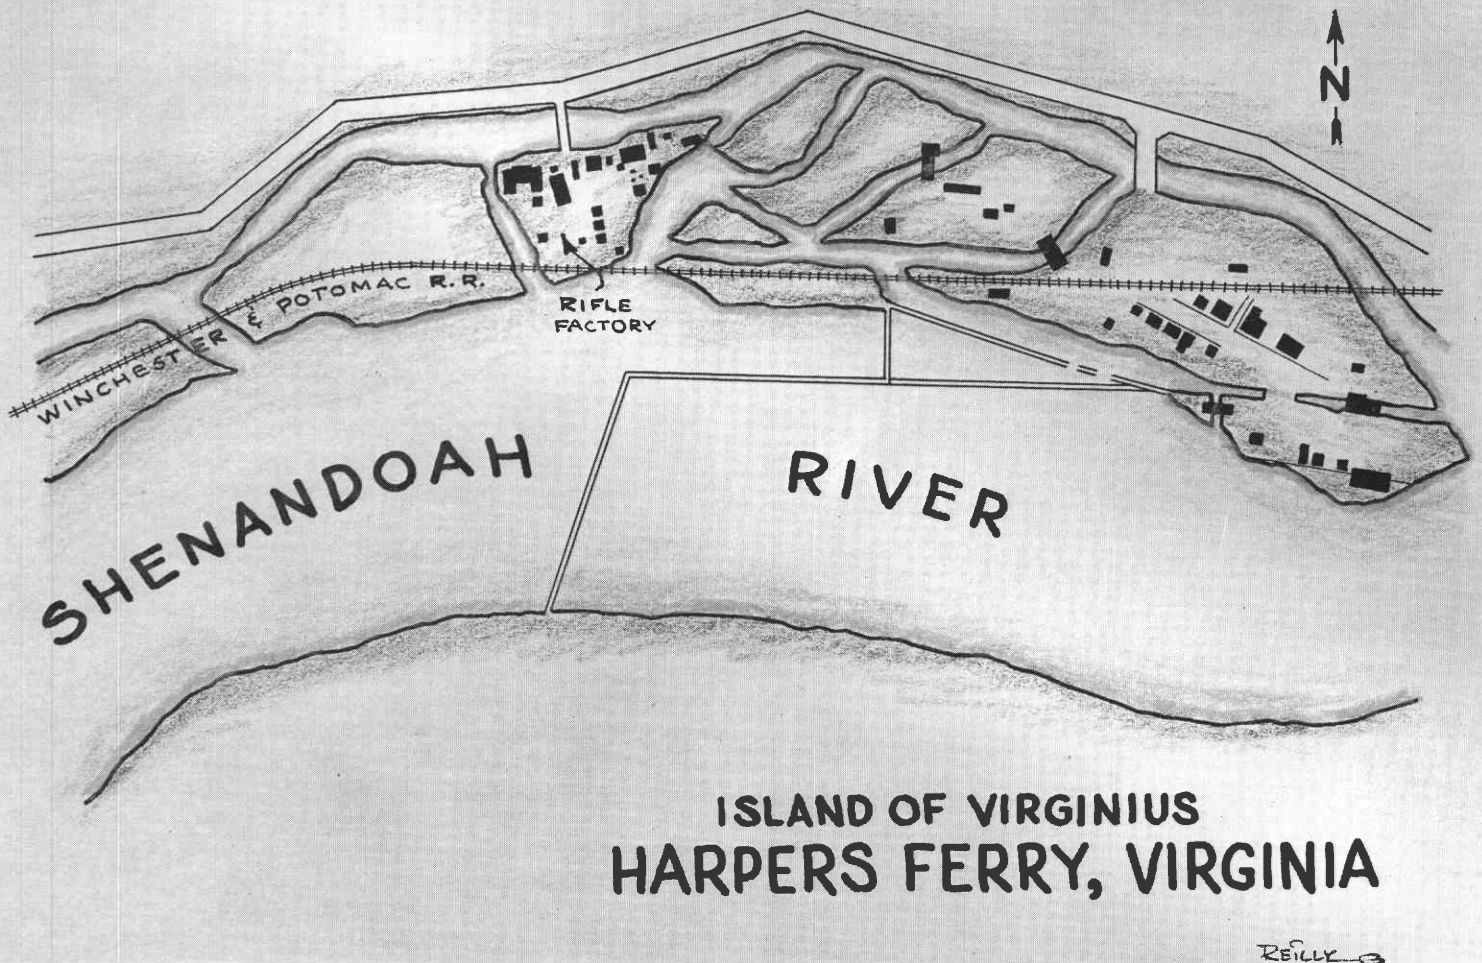 N
WINCHESTER & POTOMAC R.R.
RIFLE
FACTORY
SHENANDOAH RIVER
ISLAND OF VIRGINIUS
HARPERS FERRY, VIRGINIA
REILLY